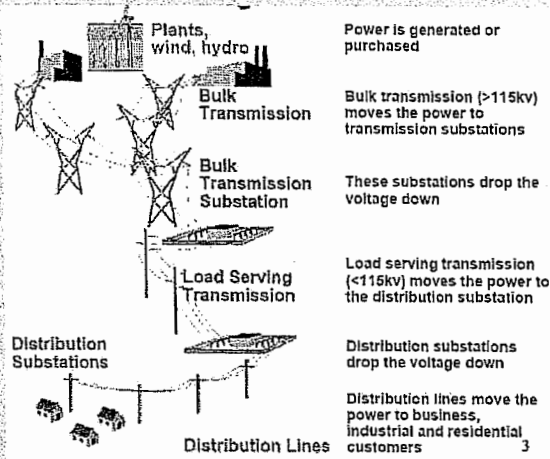 Plants,
wind, hydro
Power is generated or
purchased
Bulk
Transmission
Bulk transmission (>115kv)
moves the power to
transmission substations
Bulk
Transmission
Substation
These substations drop the
voltage down
Load Serving
Transmission
Load serving transmission
(<115kv) moves the power to
the distribution substation
Distribution
Substations
Distribution substations
drop the voltage down
Distribution Lines
Distribution lines move the
power to business,
industrial and residential
customers
3